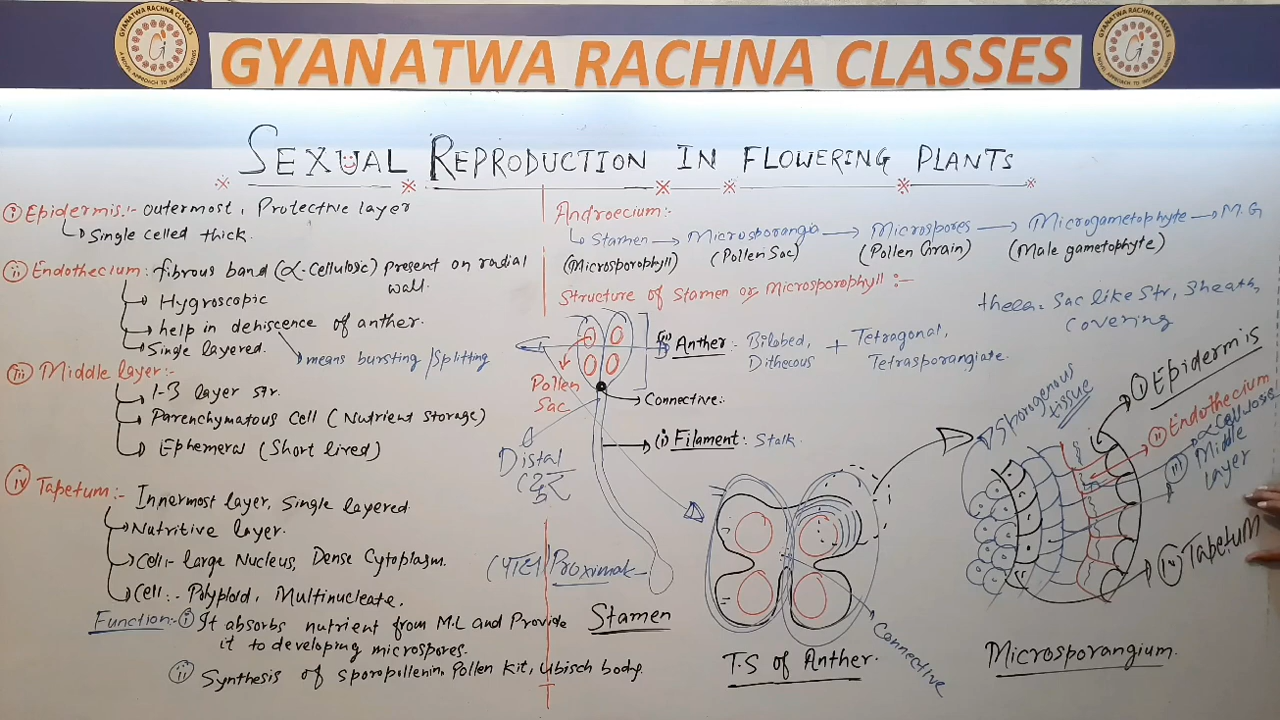 GYANATWA RACHNA CLASSES
GYANATWA RACHNA CLASSES
GYANATWA RACHNA CLASSES
SEXUAL REPRODUCTION IN FLOWERING PLANTS
(i) Epidermis:- Outermost, Protective layer
Single celled thick.
(ii) Endothecium: fibrous band (α-Cellulosic) Present on radial
wall.
Hygroscopic
help in dehiscence of anther.
means bursting/Splitting
Single layered.
(iii) Middle layer:-
1-3 layer str.
Parenchymatous Cell (Nutrient Storage)
Ephemeral (Short lived)
(iv) Tapetum:- Innermost layer, Single layered
Nutritive layer.
Cell:- large Nucleus, Dense Cytoplasm.
Cell:- Polyploid, Multinucleate.
Function:- (i) It absorbs nutrient from M.L and Provide
it to developing microspores.
(ii) Synthesis of sporopollenin, Pollen Kit, Ubisch body.
Androecium:-
Stamen → Microsporangia → Microspores → Microgametophyte → M.G
(Microsporophyll) (Pollen Sac) (Pollen Grain) (Male gametophyte)
Structure of Stamen or Microsporophyll:-
theca = Sac like Str, Sheath,
Covering
(ii) Anther: Bilobed, + Tetragonal,
Dithecous Tetrasporangiate.
Pollen
Sac
Connective:-
(i) Filament: Stalk.
Distal
Proximal
Stamen
T.S of Anther.
Connective
Sporogenous
tissue
(i) Epidermis
(ii) Endothecium
α Cellulose
(iii) Middle
layer
(iv) Tapetum
Microsporangium.